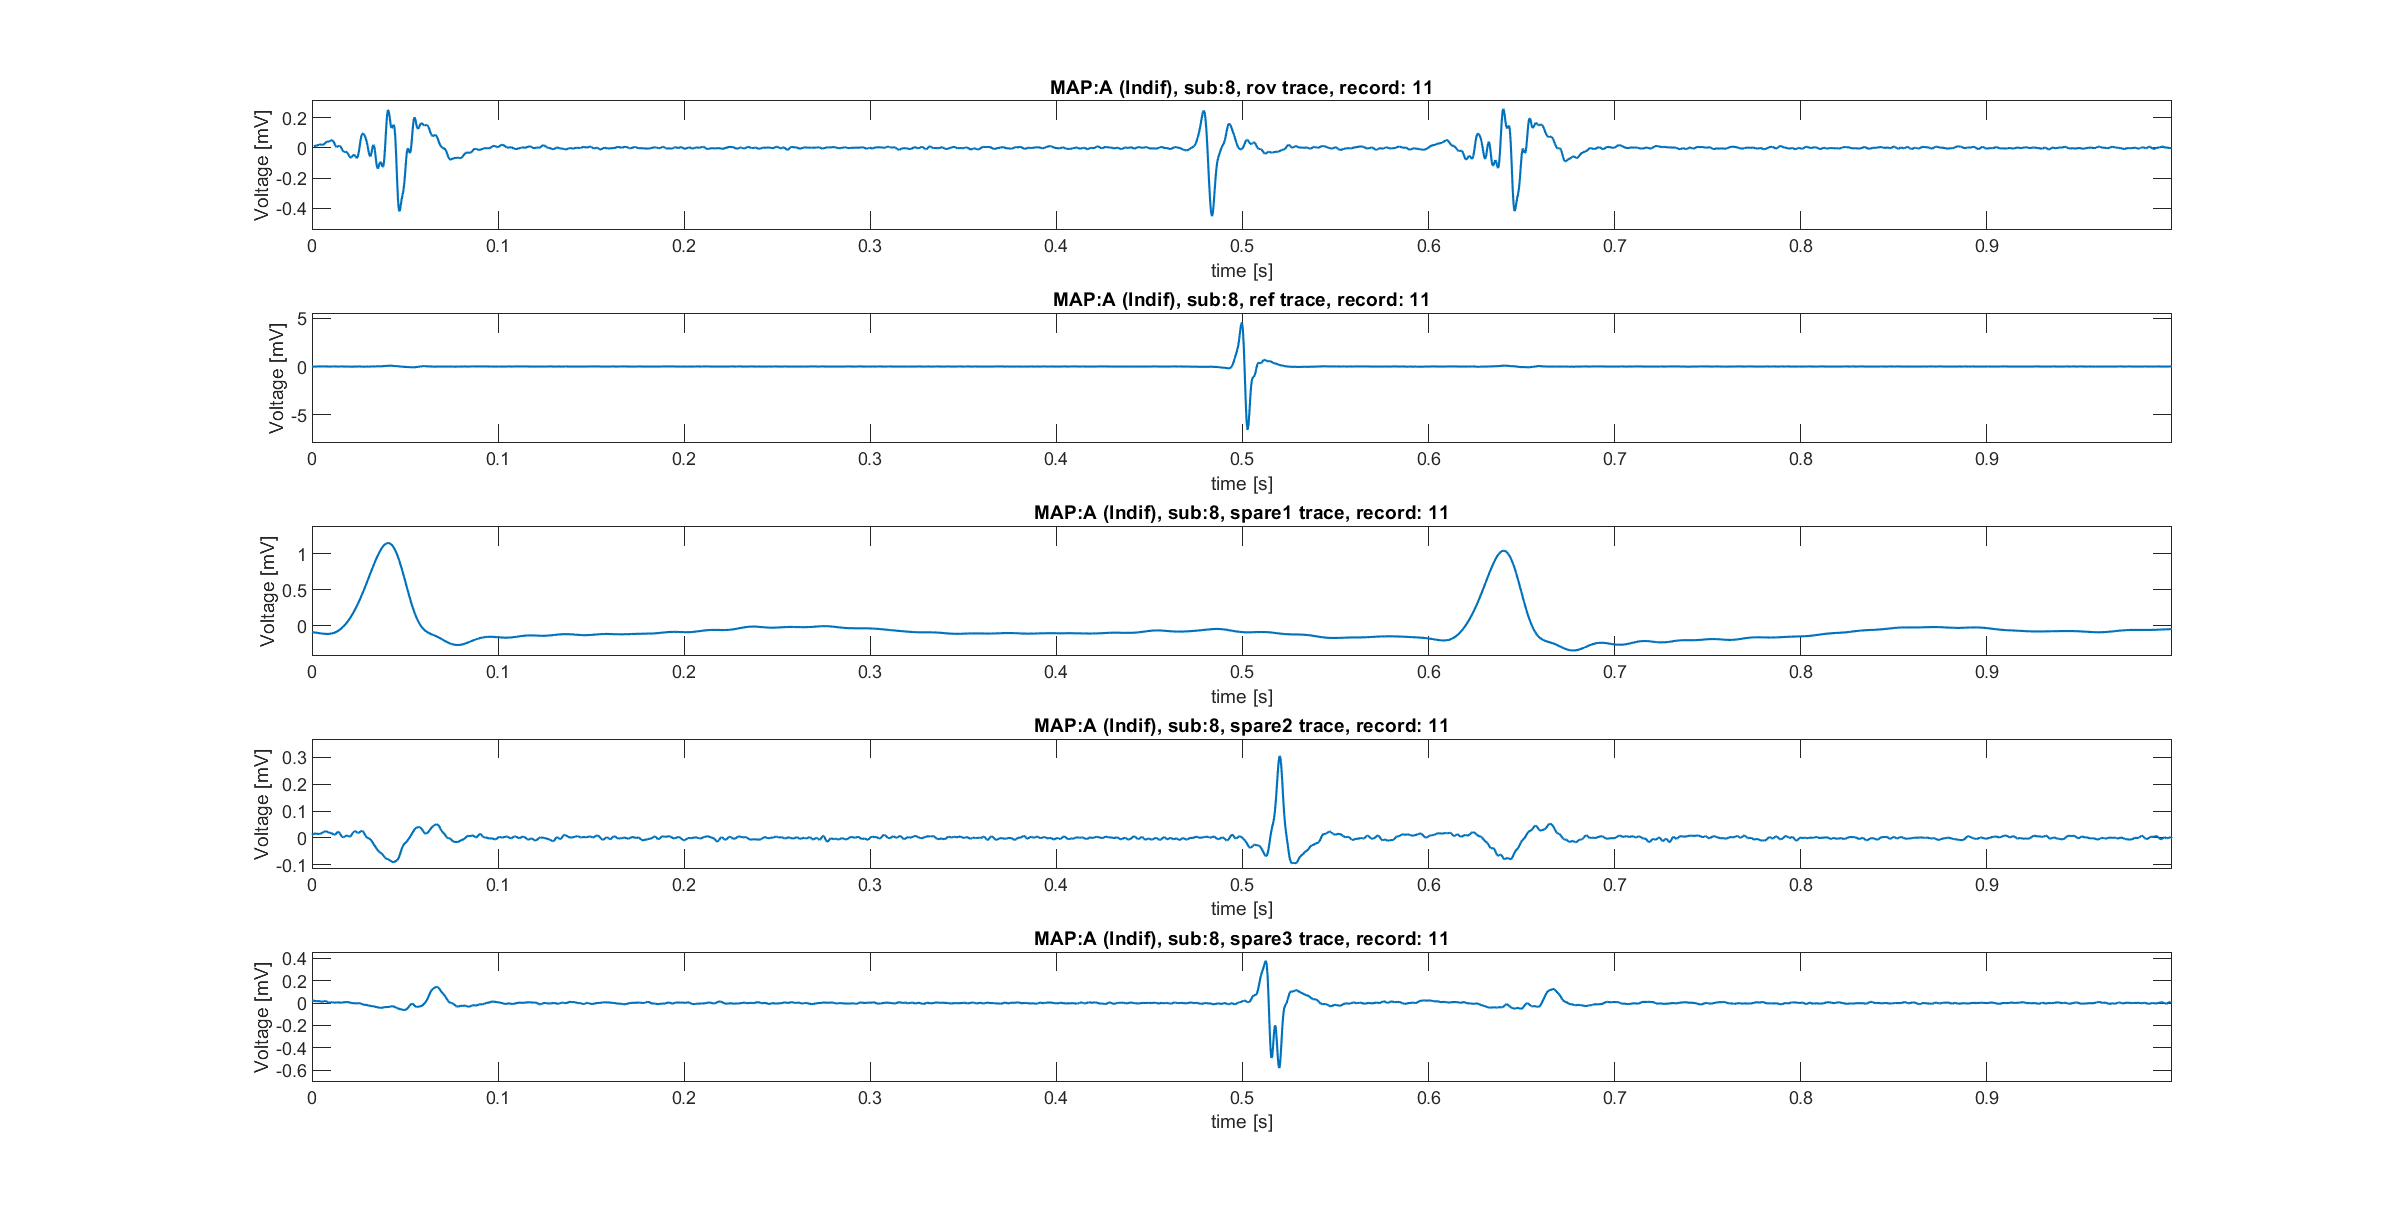 MAP:A (Indif), sub:8, rov trace, record: 11
Voltage [mV]
0.2
0
-0.2
-0.4
0 0.1 0.2 0.3 0.4 0.5 0.6 0.7 0.8 0.9
time [s]
MAP:A (Indif), sub:8, ref trace, record: 11
Voltage [mV]
5
0
-5
0 0.1 0.2 0.3 0.4 0.5 0.6 0.7 0.8 0.9
time [s]
MAP:A (Indif), sub:8, spare1 trace, record: 11
Voltage [mV]
1
0.5
0
0 0.1 0.2 0.3 0.4 0.5 0.6 0.7 0.8 0.9
time [s]
MAP:A (Indif), sub:8, spare2 trace, record: 11
Voltage [mV]
0.3
0.2
0.1
0
-0.1
0 0.1 0.2 0.3 0.4 0.5 0.6 0.7 0.8 0.9
time [s]
MAP:A (Indif), sub:8, spare3 trace, record: 11
Voltage [mV]
0.4
0.2
0
-0.2
-0.4
-0.6
0 0.1 0.2 0.3 0.4 0.5 0.6 0.7 0.8 0.9
time [s]